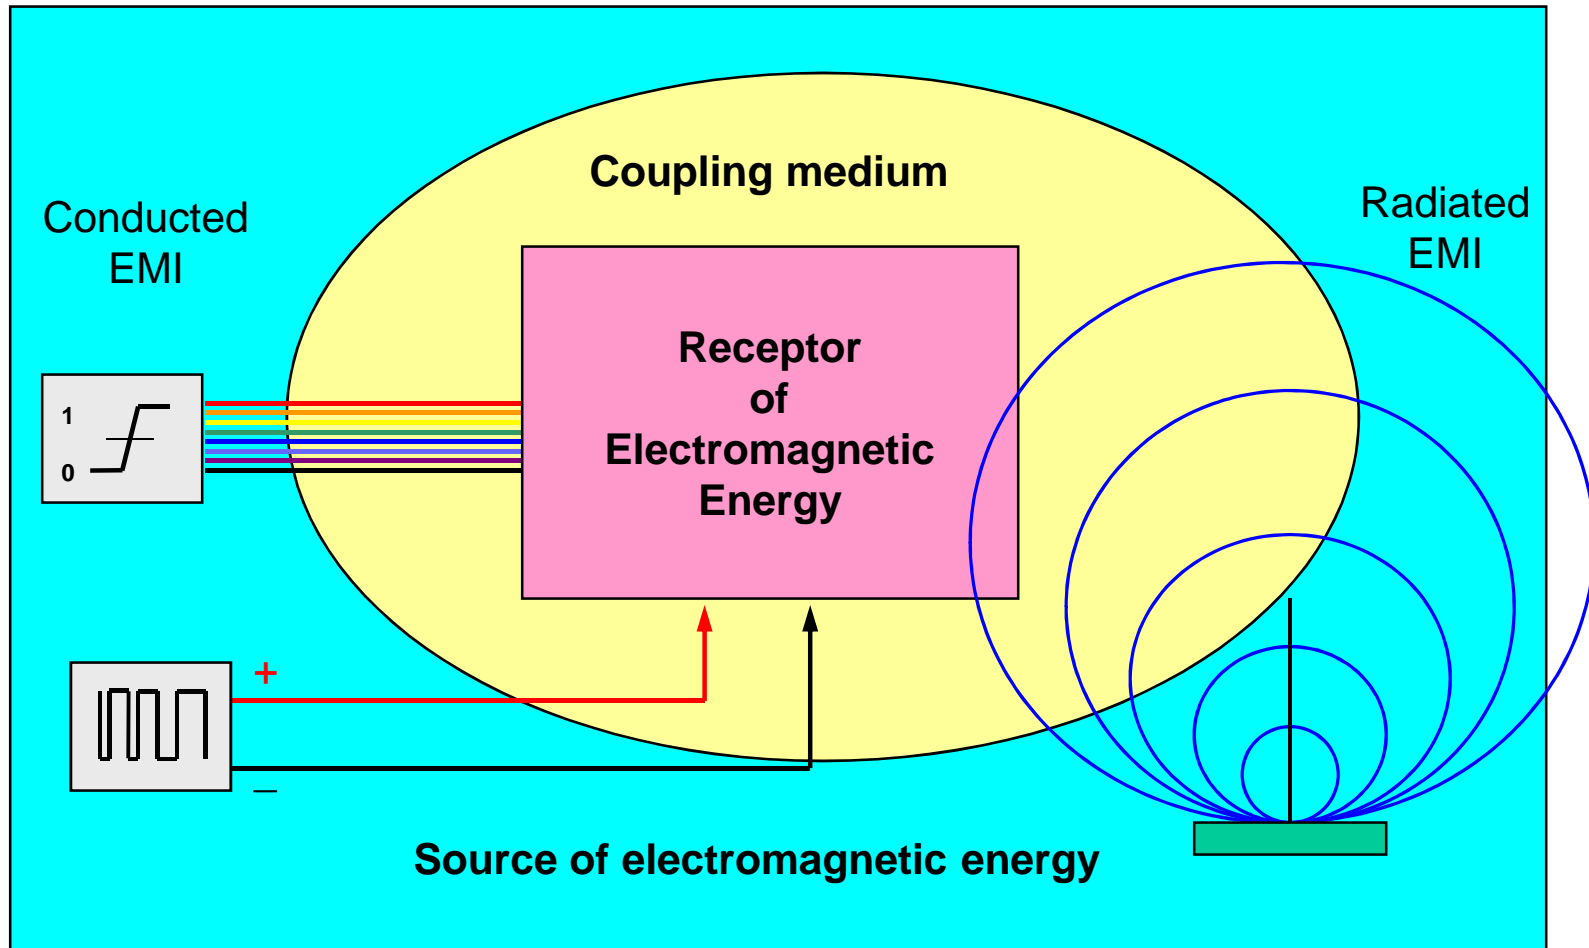 Coupling medium
Conducted
EMI
Radiated
EMI
Receptor
of
Electromagnetic
Energy
1
0
+
_
Source of electromagnetic energy